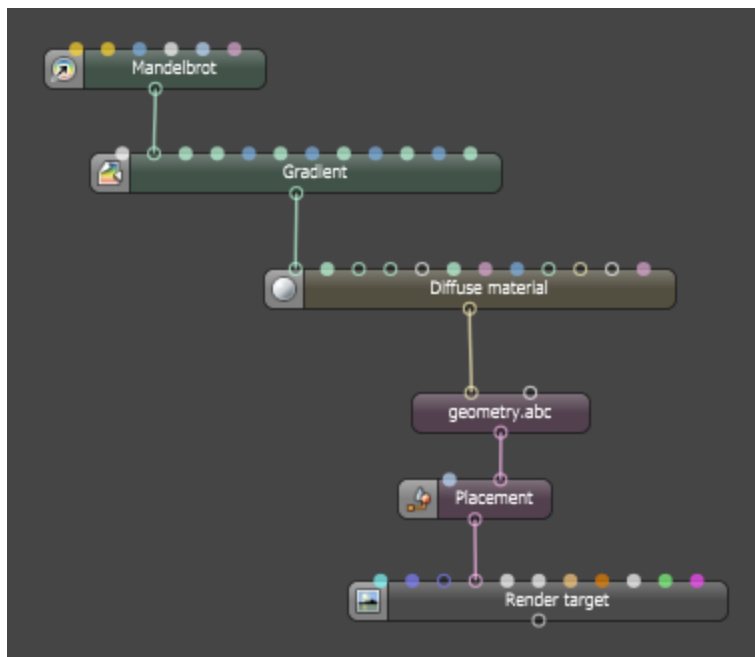 Mandelbrot
Gradient
Diffuse material
geometry.abc
Placement
Render target